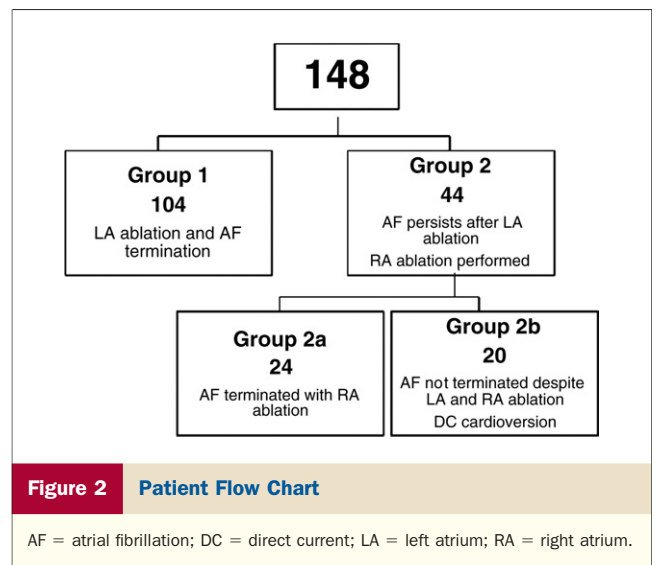 148
Group 1
104
LA ablation and AF
termination
Group 2
44
AF persists after LA
ablation
RA ablation performed
Group 2a
24
AF terminated with RA
ablation
Group 2b
20
AF not terminated despite
LA and RA ablation
DC cardioversion
Figure 2 Patient Flow Chart
AF = atrial fibrillation; DC = direct current; LA = left atrium; RA = right atrium.